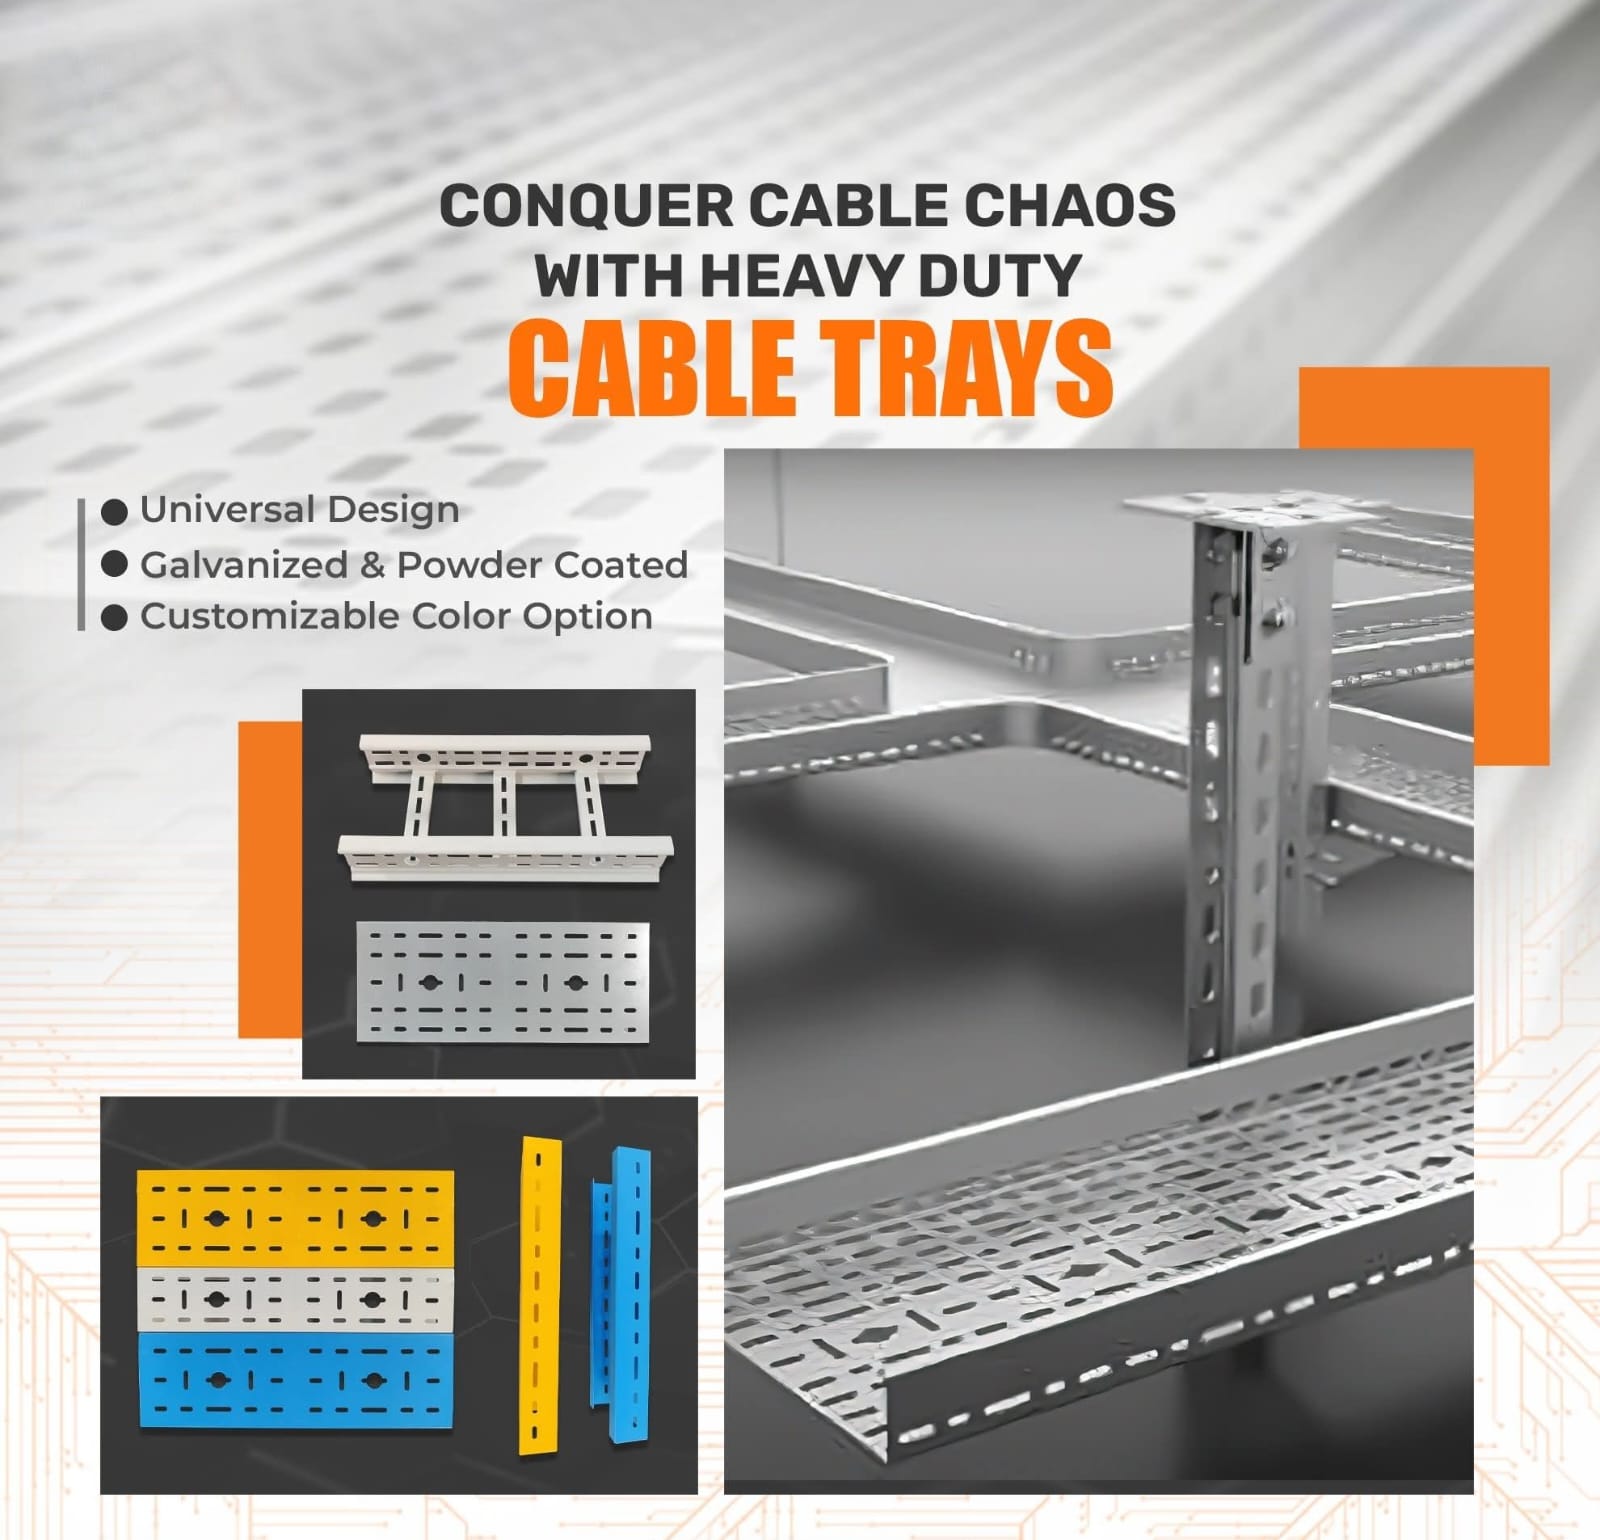 CONQUER CABLE CHAOS
WITH HEAVY DUTY
CABLE TRAYS
● Universal Design
● Galvanized & Powder Coated
● Customizable Color Option